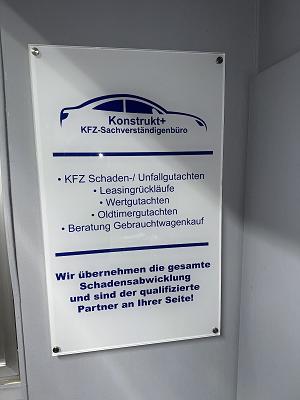 Konstrukt+
KFZ-Sachverständigenbüro
• KFZ Schaden-/ Unfallgutachten
• Leasingrückläufe
• Wertgutachten
• Oldtimergutachten
• Beratung Gebrauchtwagenkauf
Wir übernehmen die gesamte
Schadensabwicklung
und sind der qualifizierte
Partner an Ihrer Seite!